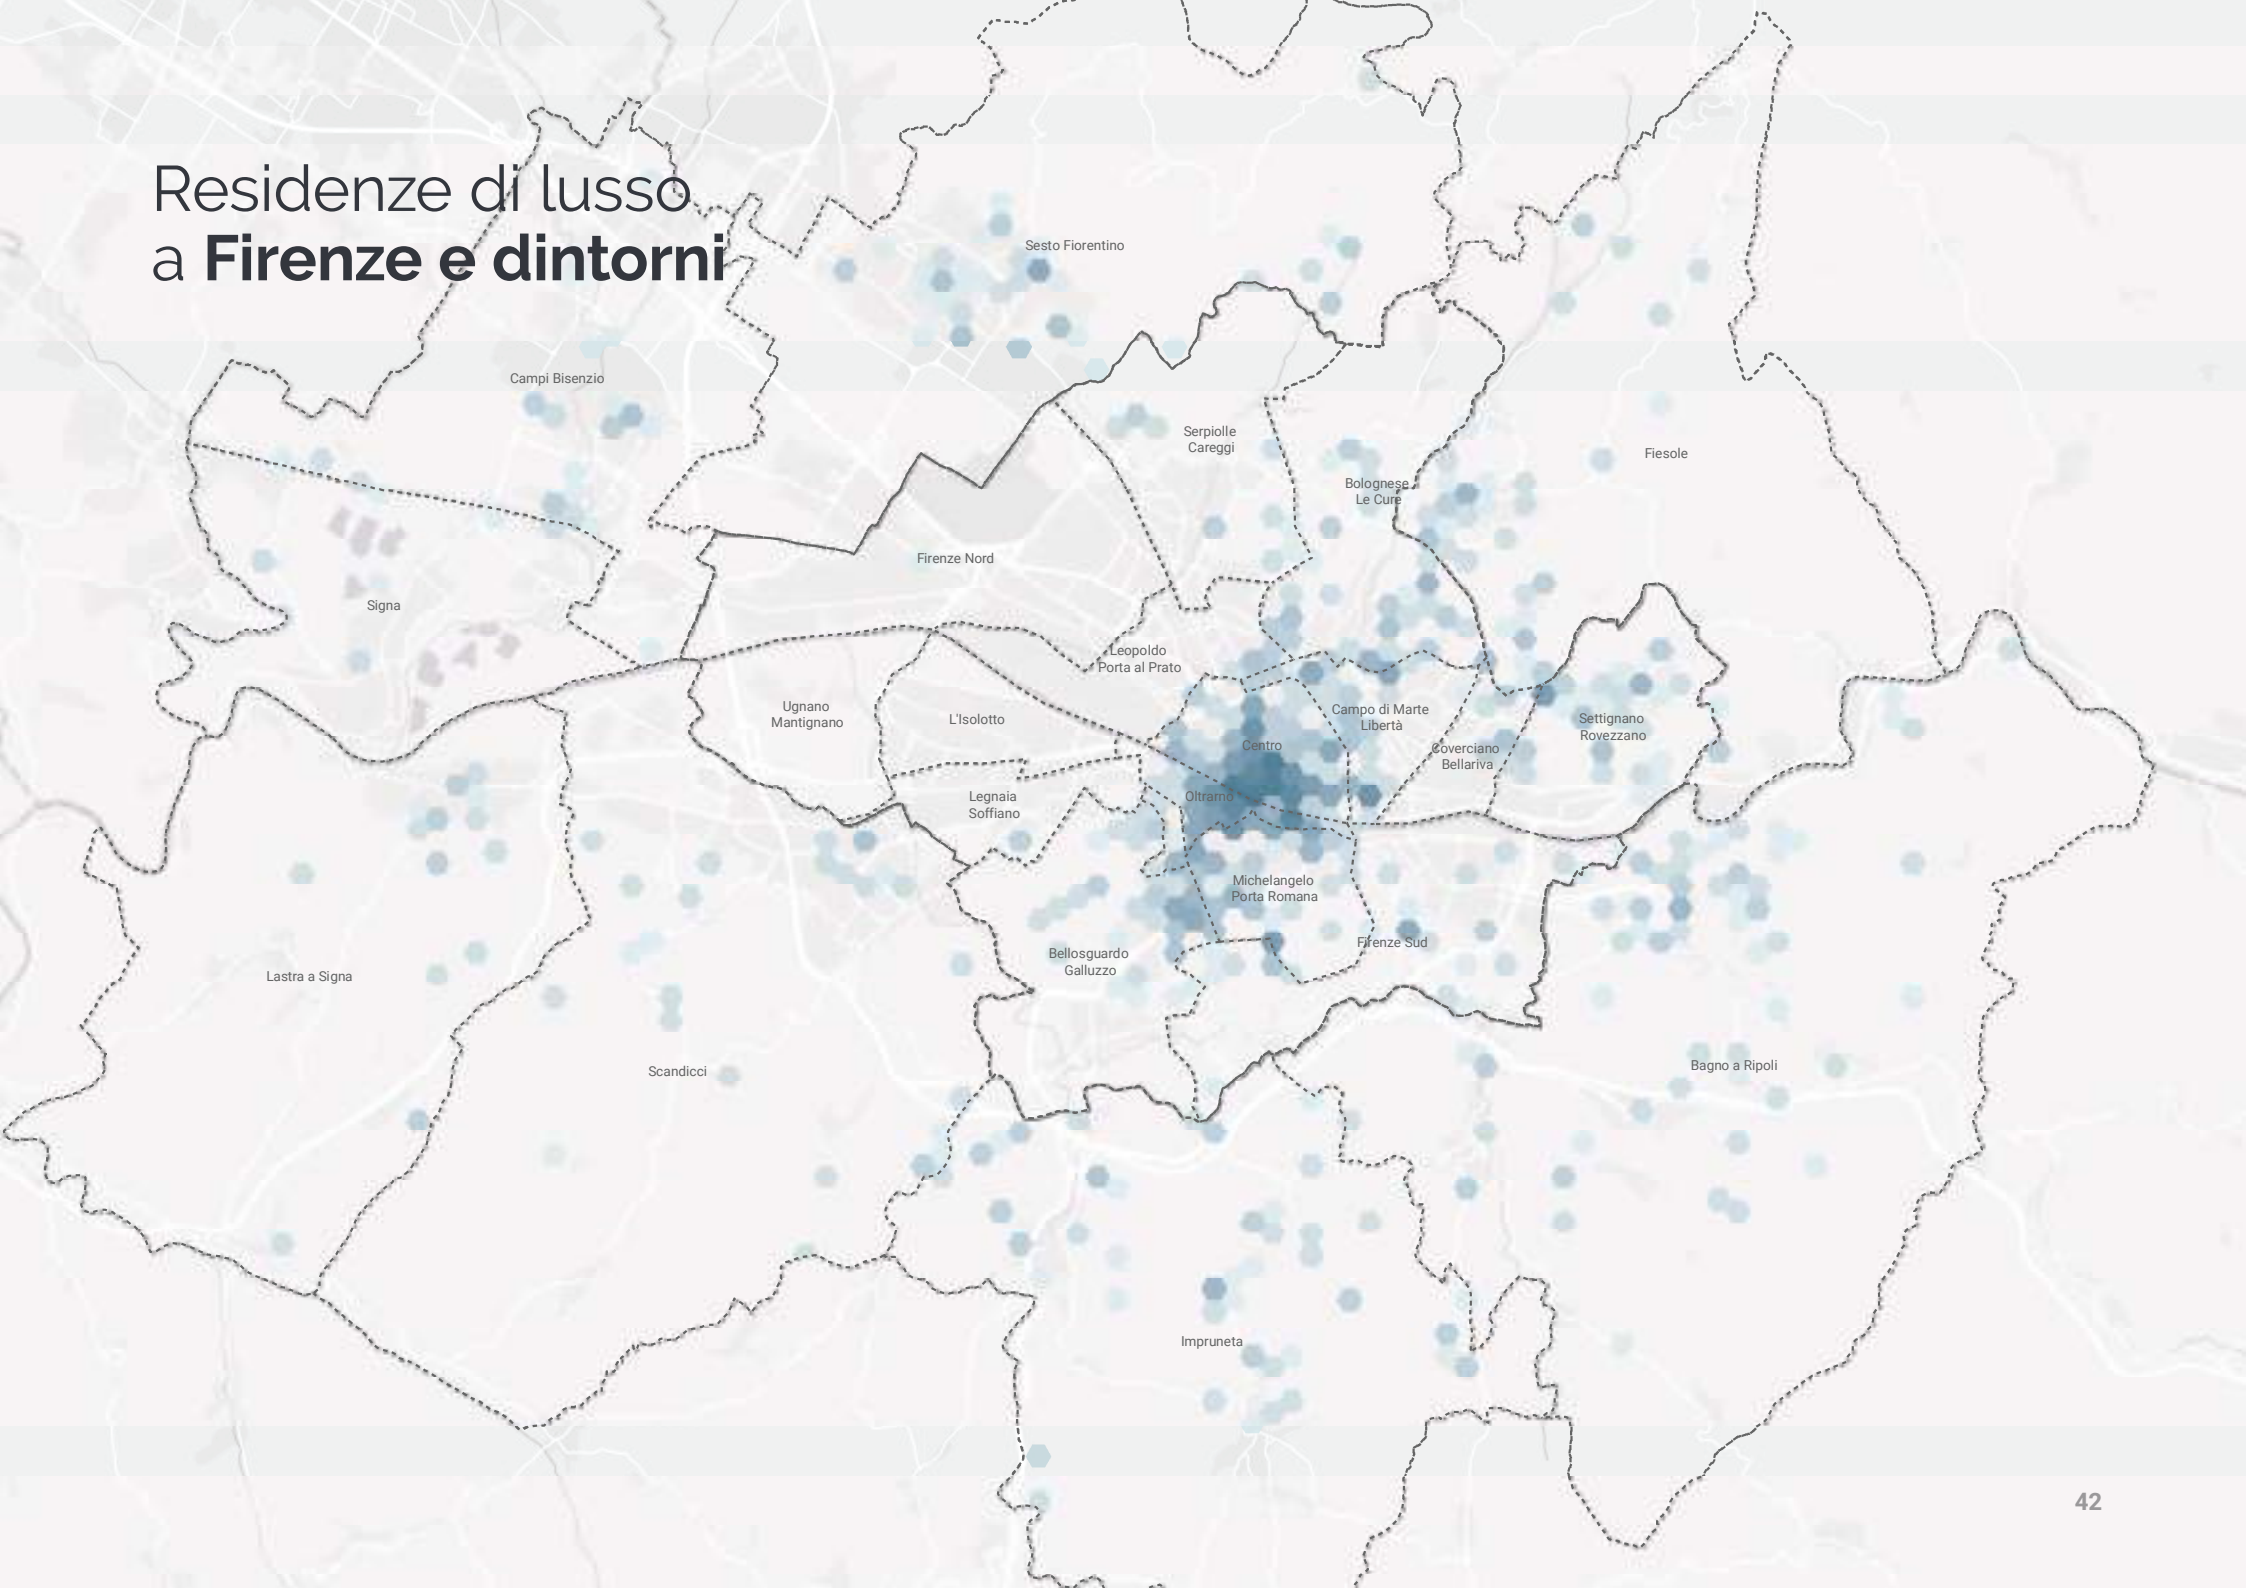 Residenze di lusso
a Firenze e dintorni
Sesto Fiorentino
Campi Bisenzio
Serpiolle
Careggi
Fiesole
Bolognese
Le Cure
Firenze Nord
Signa
Leopoldo
Porta al Prato
Ugnano
Mantignano
L'Isolotto
Campo di Marte
Libertà
Settignano
Rovezzano
Centro
Coverciano
Bellariva
Legnaia
Soffiano
Oltrarno
Michelangelo
Porta Romana
Firenze Sud
Bellosguardo
Galluzzo
Lastra a Signa
Scandicci
Bagno a Ripoli
Impruneta
42